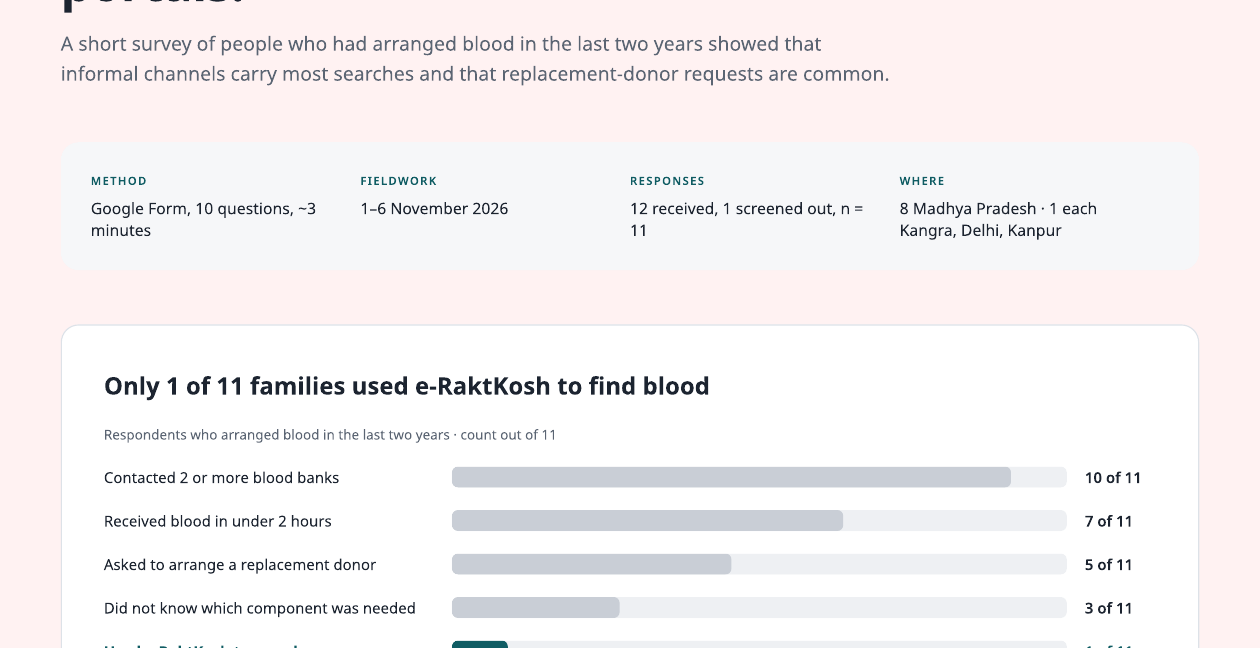 A short survey of people who had arranged blood in the last two years showed that
informal channels carry most searches and that replacement-donor requests are common.
METHOD
Google Form, 10 questions, ~3
minutes
FIELDWORK
1–6 November 2026
RESPONSES
12 received, 1 screened out, n =
11
WHERE
8 Madhya Pradesh · 1 each
Kangra, Delhi, Kanpur
Only 1 of 11 families used e-RaktKosh to find blood
Respondents who arranged blood in the last two years · count out of 11
Contacted 2 or more blood banks 10 of 11
Received blood in under 2 hours 7 of 11
Asked to arrange a replacement donor 5 of 11
Did not know which component was needed 3 of 11